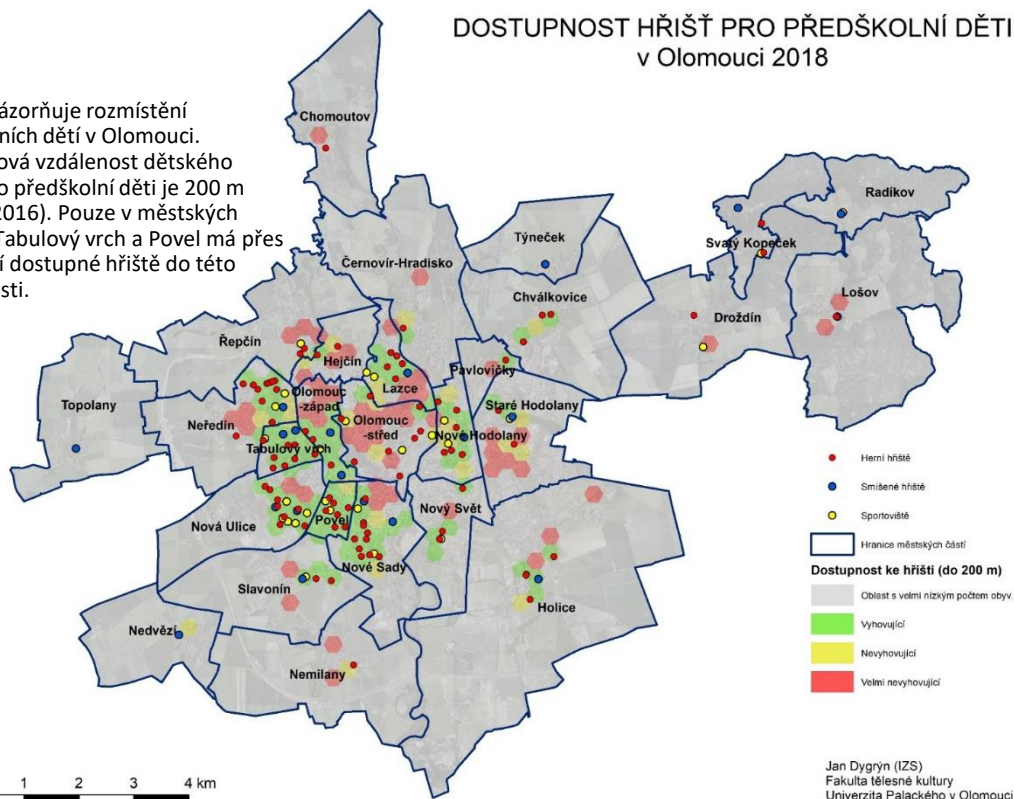 DOSTUPNOST HŘIŠŤ PRO PŘEDŠKOLNÍ DĚTI
v Olomouci 2018
ázorňuje rozmístění
ních dětí v Olomouci.
ová vzdálenost dětského
o předškolní děti je 200 m
2016). Pouze v městských
Tabulový vrch a Povel má přes
í dostupné hřiště do této
sti.
Chomoutov
Radíkov
Týneček
Svatý Kopeček
Černovír-Hradisko
Chválkovice
Lošov
Droždín
Řepčín
Hejčín
Pavlovičky
Lazce
Olomouc
-západ
Topolany
Staré Hodolany
Neředín
Olomouc
-střed
Nové Hodolany
Tabulový vrch
Nová Ulice
Povel
Nový Svět
Nové Sady
Slavonín
Holice
Nedvězí
Nemilany
Herní hřiště
Smíšené hřiště
Sportoviště
Hranice městských částí
Dostupnost ke hřišti (do 200 m)
Oblast s velmi nízkým počtem obyv.
Vyhovující
Nevyhovující
Velmi nevyhovující
1 2 3 4 km
Jan Dygrýn (IZS)
Fakulta tělesné kultury
Univerzita Palackého v Olomouci